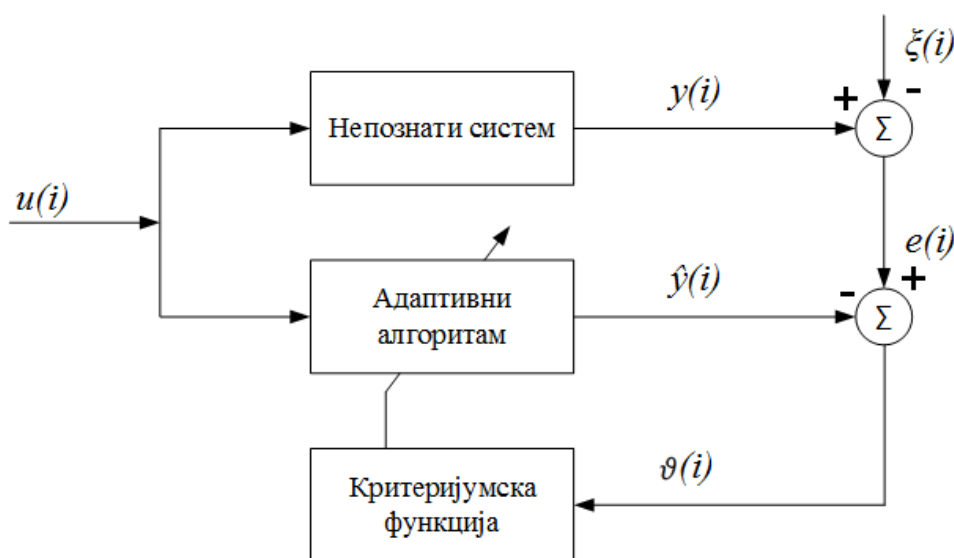 ξ(i)
y(i)
+
-
Непознати систем
Σ
u(i)
e(i)
ŷ(i)
-
+
Адаптивни
алгоритам
Σ
ϑ(i)
Критеријумска
функција